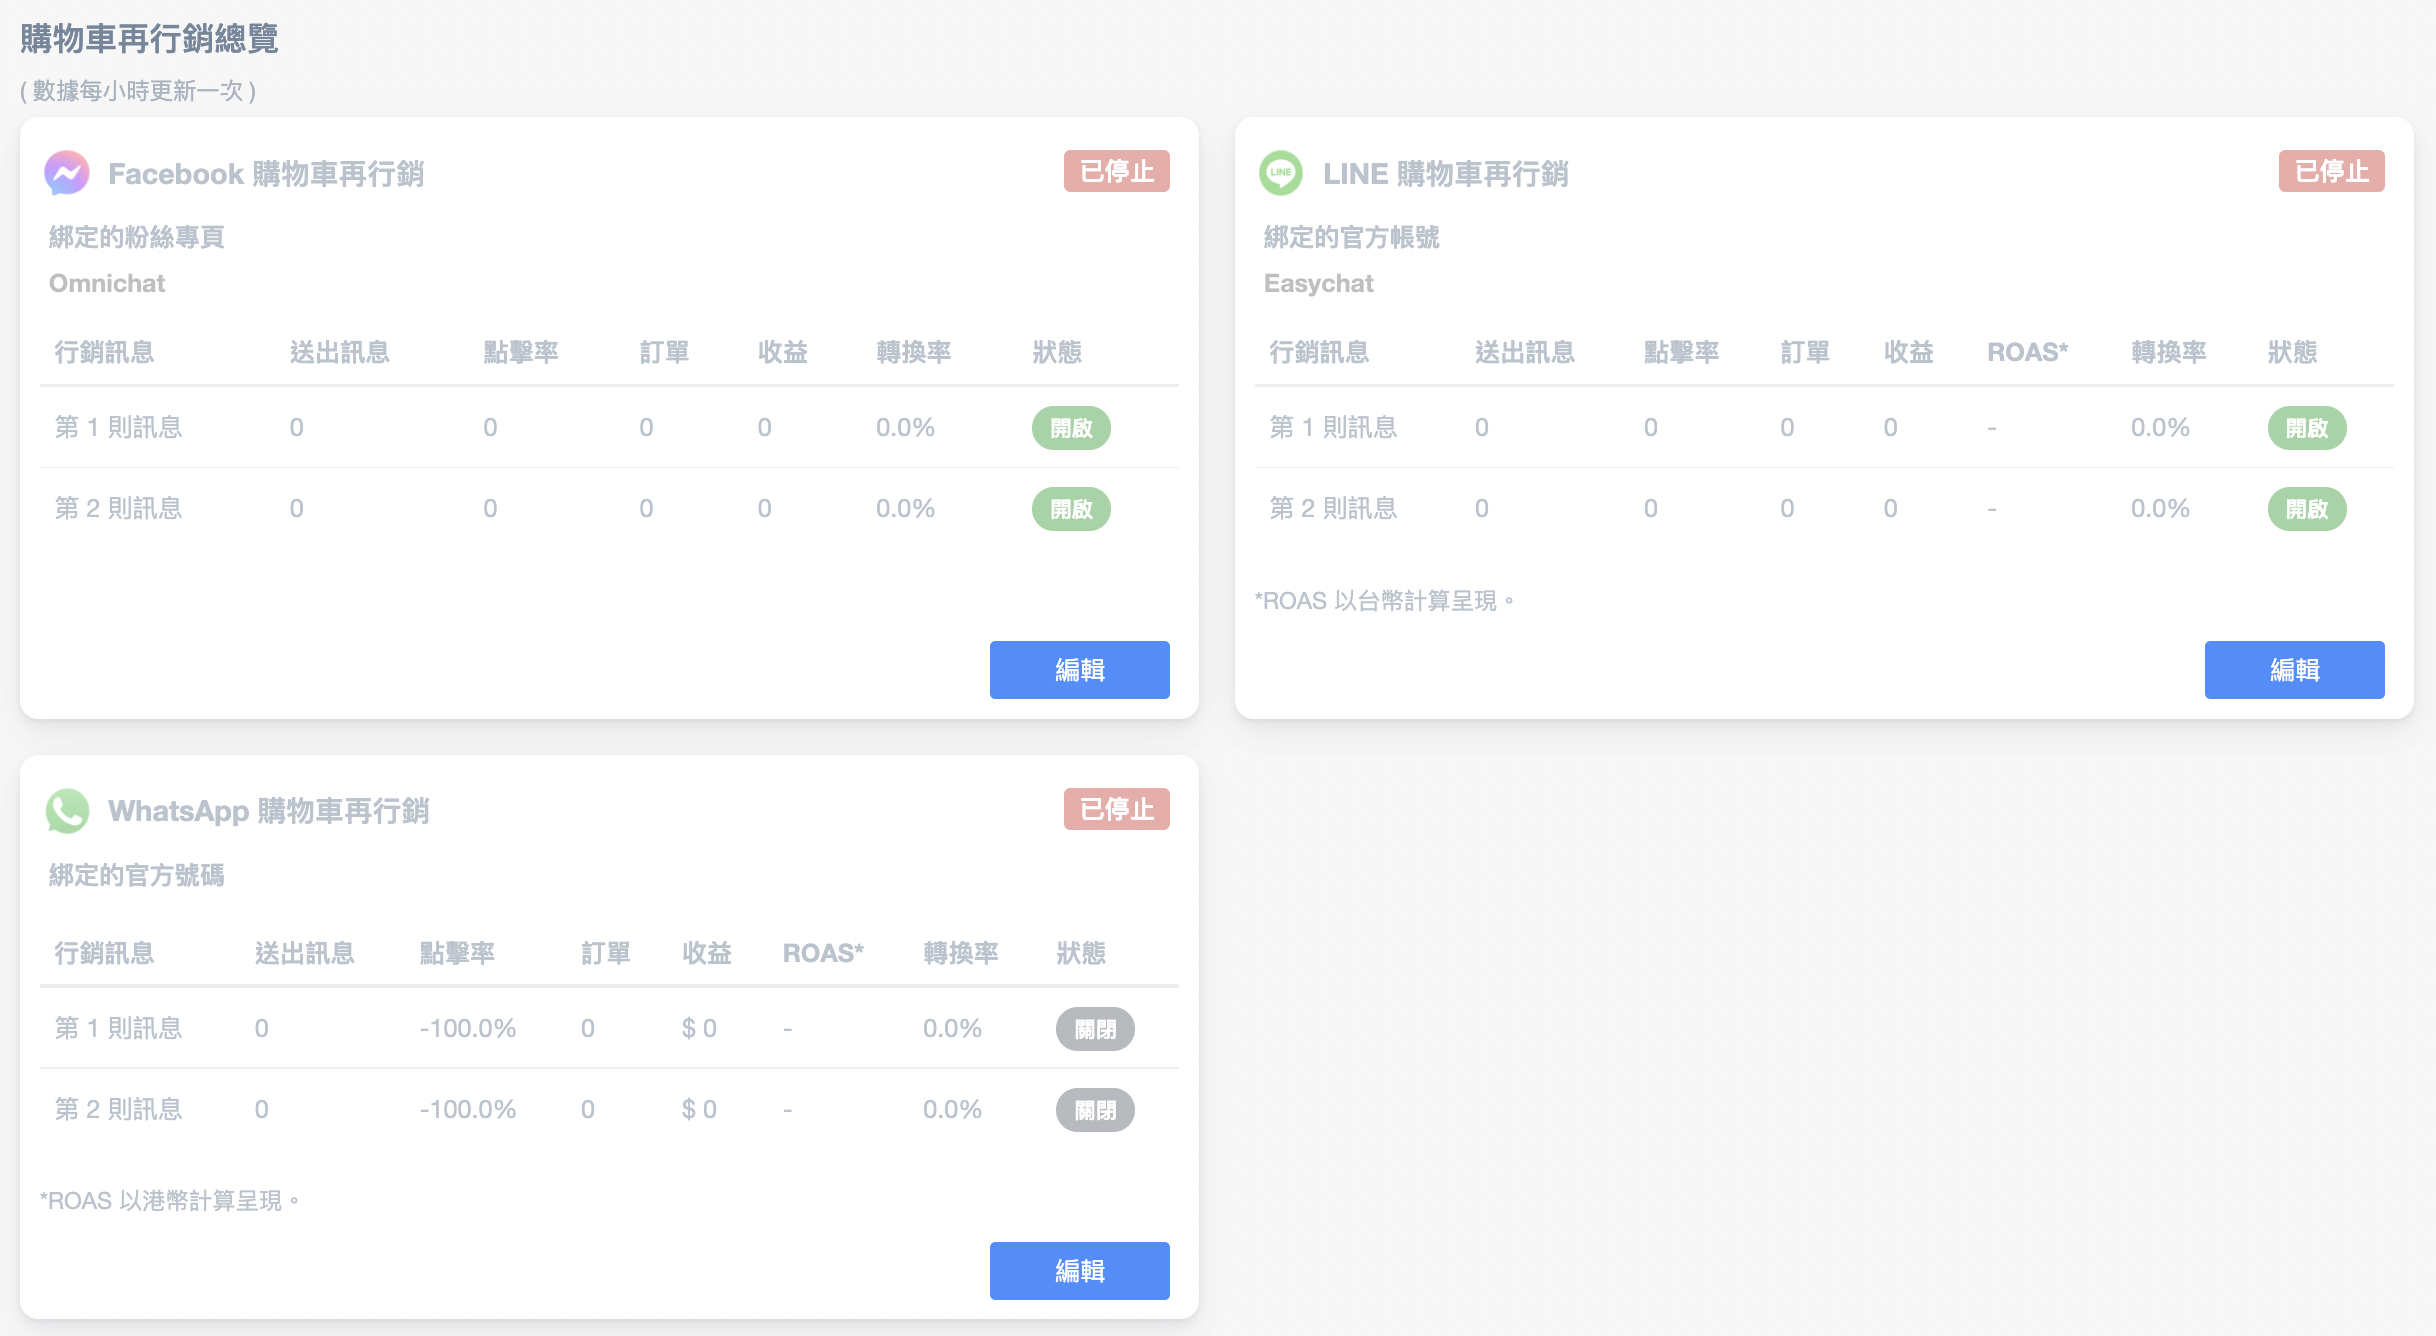 購物車再行銷總覽
( 數據每小時更新一次 )
Facebook 購物車再行銷 已停止
綁定的粉絲專頁
Omnichat
行銷訊息 送出訊息 點擊率 訂單 收益 轉換率 狀態
第 1 則訊息 0 0 0 0 0.0% 開啟
第 2 則訊息 0 0 0 0 0.0% 開啟
編輯
LINE LINE 購物車再行銷 已停止
綁定的官方帳號
Easychat
行銷訊息 送出訊息 點擊率 訂單 收益 ROAS* 轉換率 狀態
第 1 則訊息 0 0 0 0 - 0.0% 開啟
第 2 則訊息 0 0 0 0 - 0.0% 開啟
*ROAS 以台幣計算呈現。
編輯
WhatsApp 購物車再行銷 已停止
綁定的官方號碼
行銷訊息 送出訊息 點擊率 訂單 收益 ROAS* 轉換率 狀態
第 1 則訊息 0 -100.0% 0 $ 0 - 0.0% 關閉
第 2 則訊息 0 -100.0% 0 $ 0 - 0.0% 關閉
*ROAS 以港幣計算呈現。
編輯